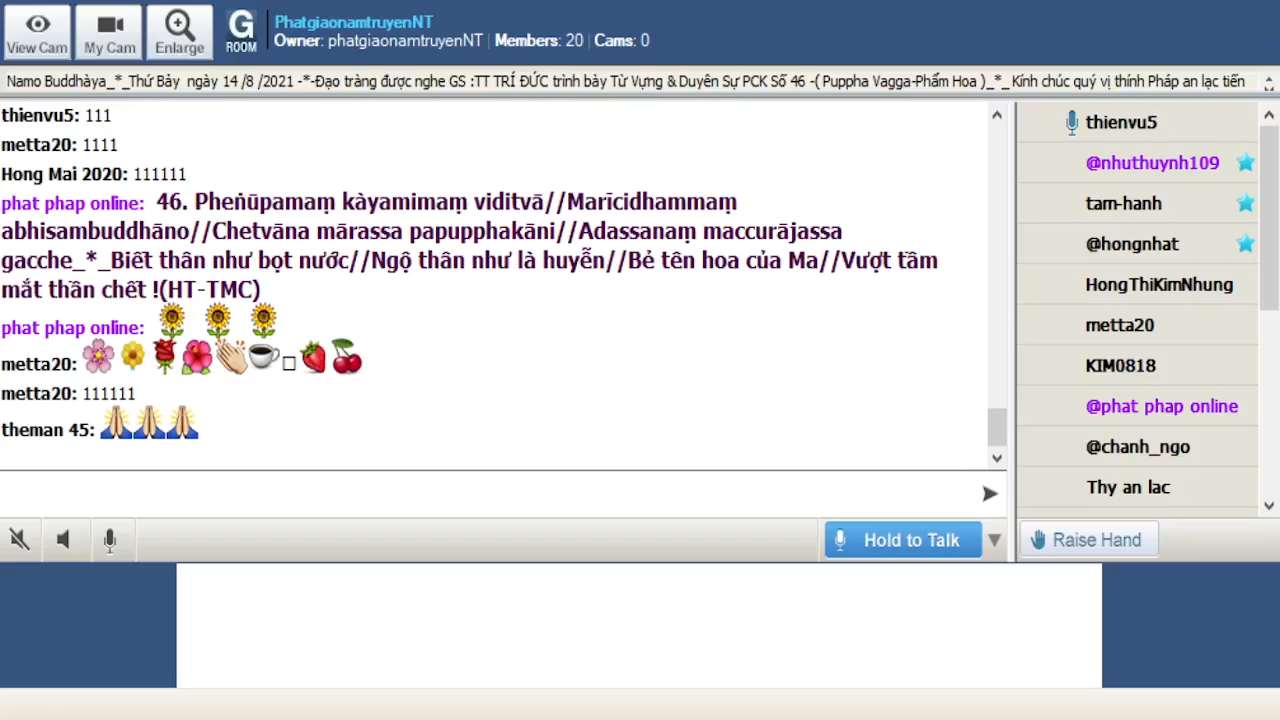 View Cam
My Cam
Enlarge
G
ROOM
PhatgiaonamtruyenNT
Owner: phatgiaonamtruyenNT | Members: 20 | Cams: 0
Namo Buddhàya_*_Thứ Bảy ngày 14 /8 /2021 -*-Đạo tràng được nghe GS :TT TRÍ ĐỨC trình bày Từ Vựng & Duyên Sự PCK Số 46 -( Puppha Vagga-Phẩm Hoa )_*_ Kính chúc quý vị thính Pháp an lạc tiến
thienvu5: 111
metta20: 1111
Hong Mai 2020: 111111
phat phap online: 46. Pheṅūpamaṃ kàyamimaṃ viditvā//Marīcidhammaṃ
abhisambuddhāno//Chetvāna mārassa papupphakāni//Adassanaṃ maccurājassa
gacche_*_Biết thân như bọt nước//Ngộ thân như là huyễn//Bẻ tên hoa của Ma//Vượt tầm
mắt thần chết !(HT-TMC)
phat phap online: 🌻 🌻 🌻
metta20: 🌸🌼🌹🌺👏☕□🍓🍒
metta20: 111111
theman 45: 🙏🙏🙏
thienvu5
@nhuthuynh109
tam-hanh
@hongnhat
HongThiKimNhung
metta20
KIM0818
@phat phap online
@chanh_ngo
Thy an lac
Hold to Talk
Raise Hand